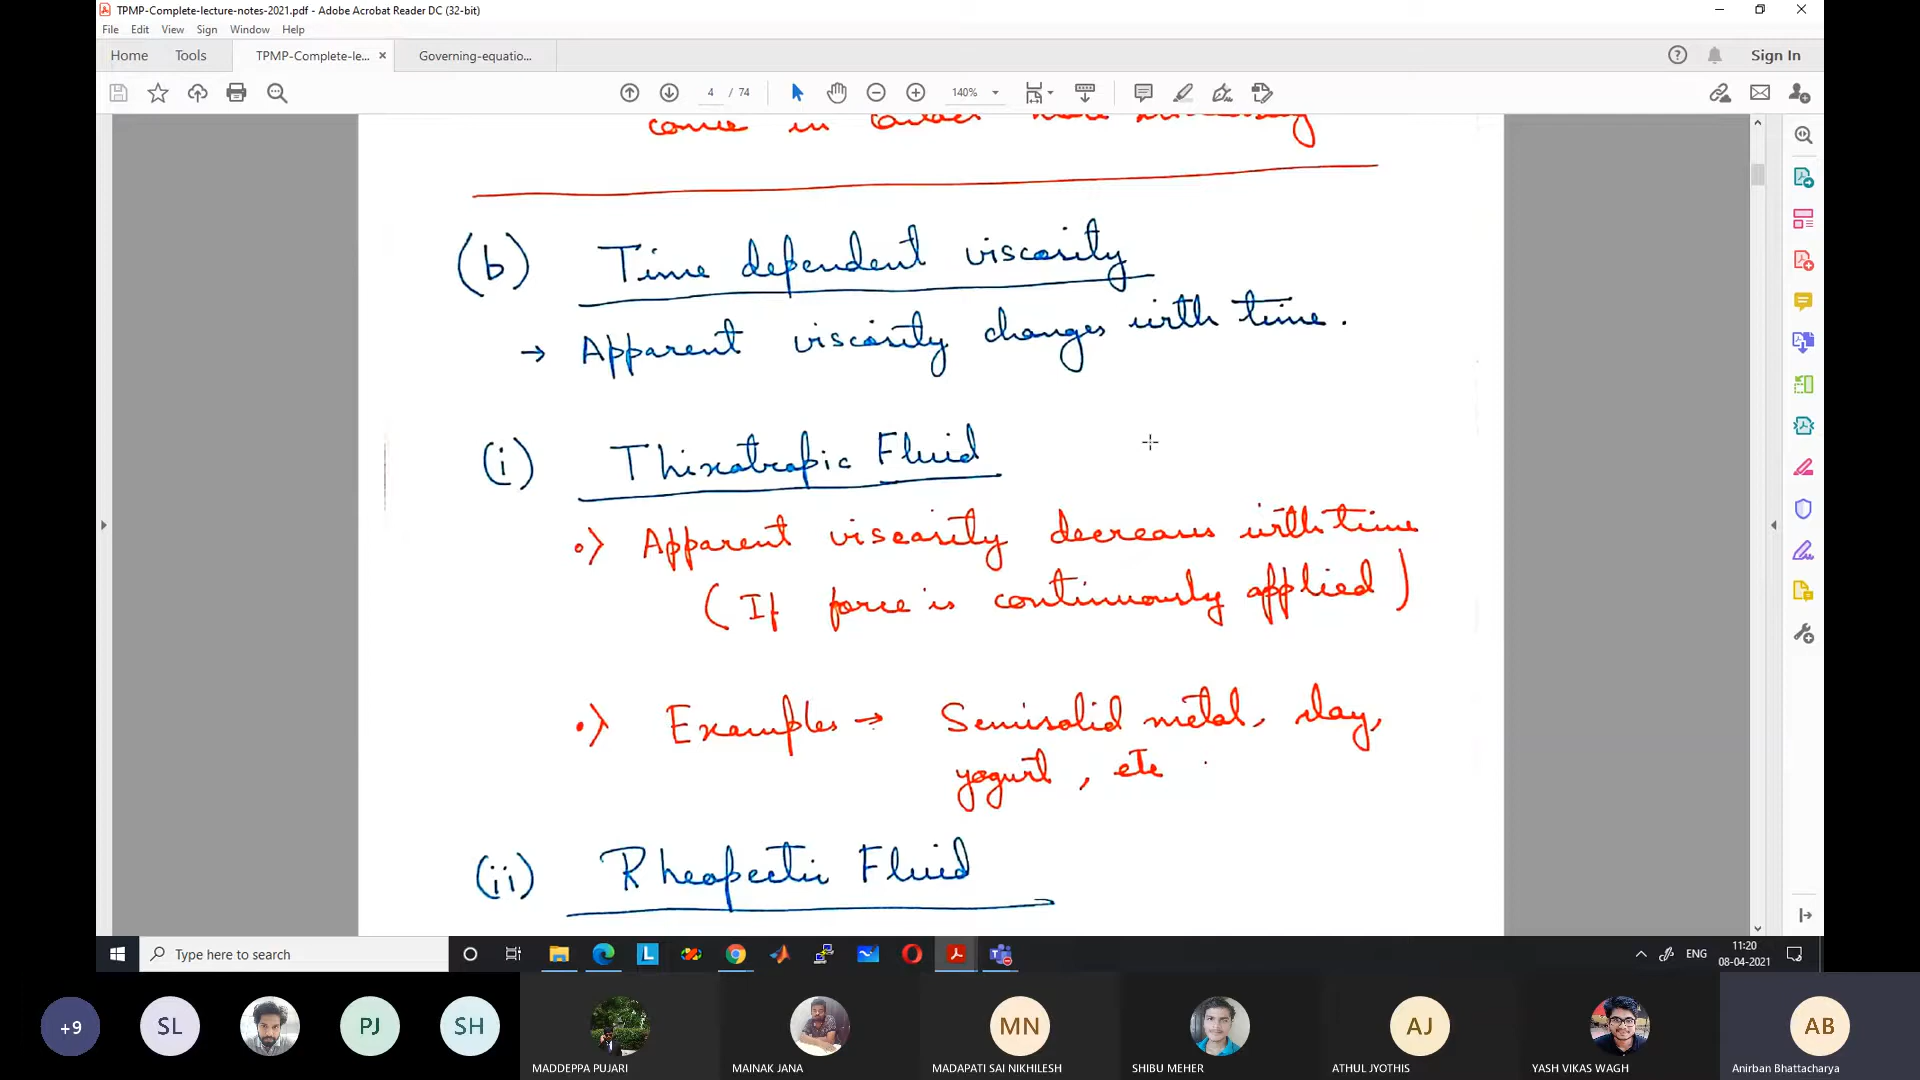 TPMP-Complete-lecture-notes-2021.pdf - Adobe Acrobat Reader DC (32-bit)
File Edit View Sign Window Help
Home Tools TPMP-Complete-le... × Governing-equatio... Sign In
4 / 74 140%
come in contact more
(b) Time dependent viscosity
→ Apparent viscosity changes with time.
(i) Thixotropic Fluid
•) Apparent viscosity decreases with time
(If force is continuously applied)
•) Examples → Semisolid metal, clay,
yogurt, etc.
(ii) Rheopectic Fluid
Type here to search
ENG
11:20
08-04-2021
+9 SL PJ SH MN AJ AB
MADDEPPA PUJARI MAINAK JANA MADAPATI SAI NIKHILESH SHIBU MEHER ATHUL JYOTHIS YASH VIKAS WAGH Anirban Bhattacharya